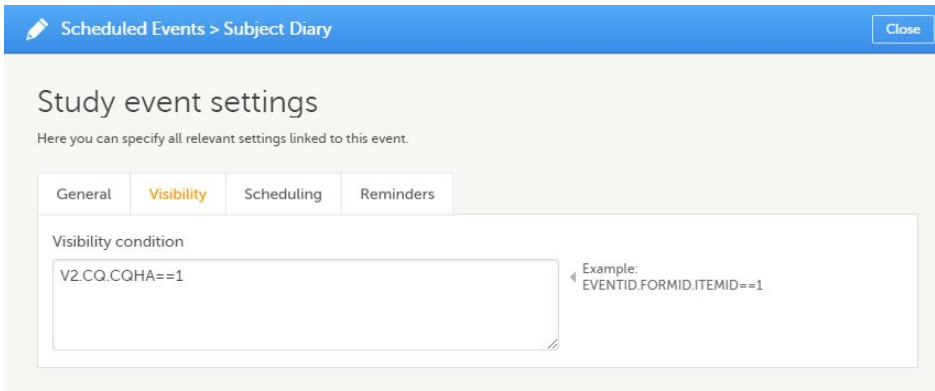 Scheduled Events > Subject Diary
Close
Study event settings
Here you can specify all relevant settings linked to this event.
General Visibility Scheduling Reminders
Visibility condition
V2.CQ.CQHA==1
Example:
EVENTID.FORMID.ITEMID==1